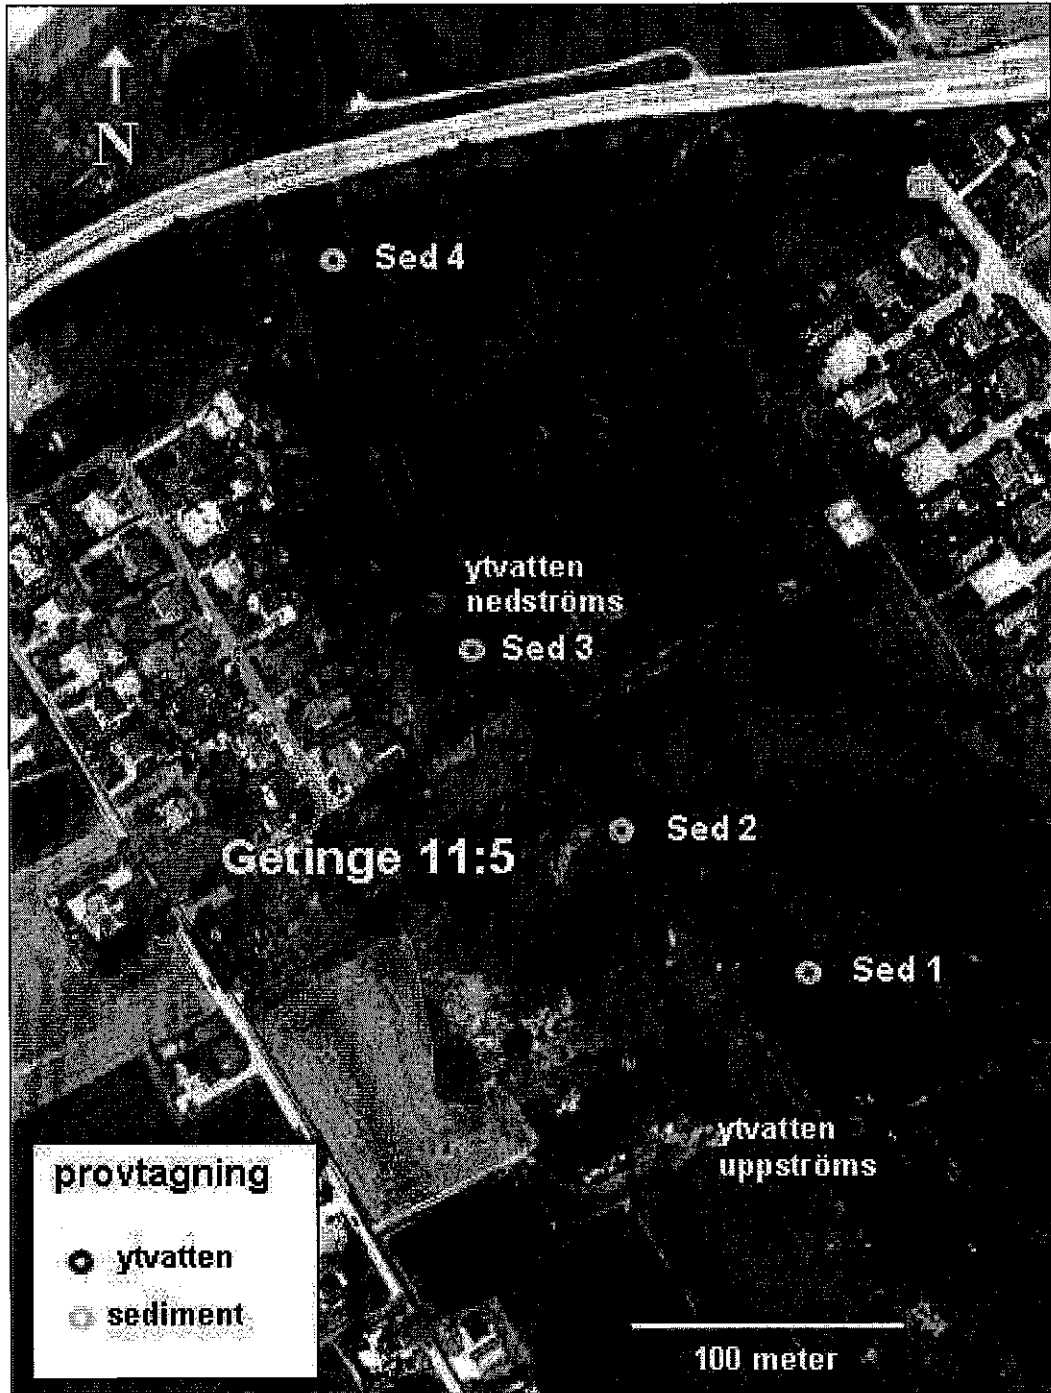 N
Sed 4
ytvatten
nedströms
Sed 3
Sed 2
Getinge 11:5
Sed 1
ytvatten
uppströms
provtagning
ytvatten
sediment
100 meter